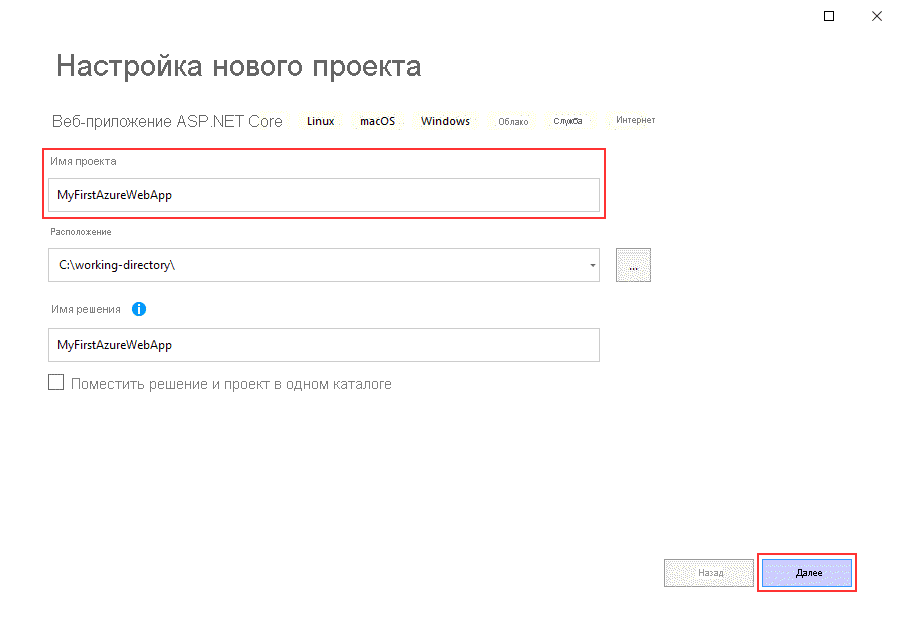 Настройка нового проекта
Веб-приложение ASP.NET Core Linux macOS Windows Облако Служба Интернет
Имя проекта
MyFirstAzureWebApp
Расположение
C:\working-directory\
...
Имя решения
MyFirstAzureWebApp
Поместить решение и проект в одном каталоге
Назад Далее